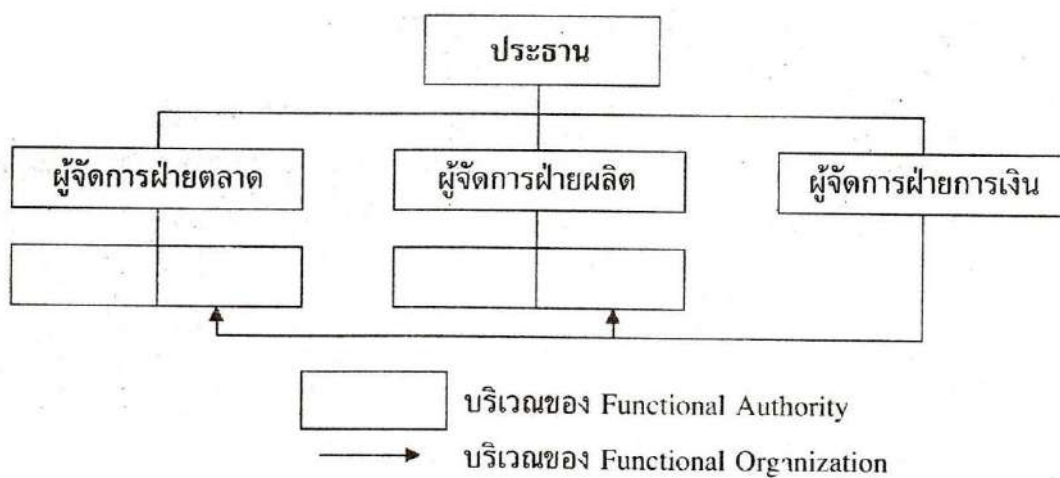 ประธาน
ผู้จัดการฝ่ายตลาด
ผู้จัดการฝ่ายผลิต
ผู้จัดการฝ่ายการเงิน
บริเวณของ Functional Authority
บริเวณของ Functional Organization